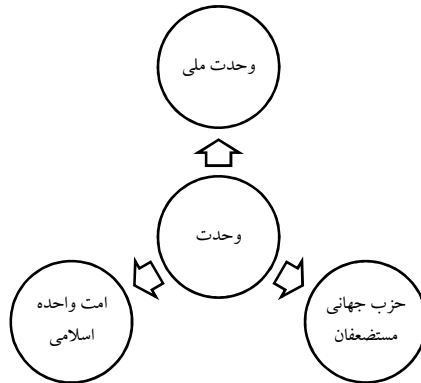 وحدت ملی
وحدت
حزب جهانی
مستضعفان
امت واحده
اسلامی